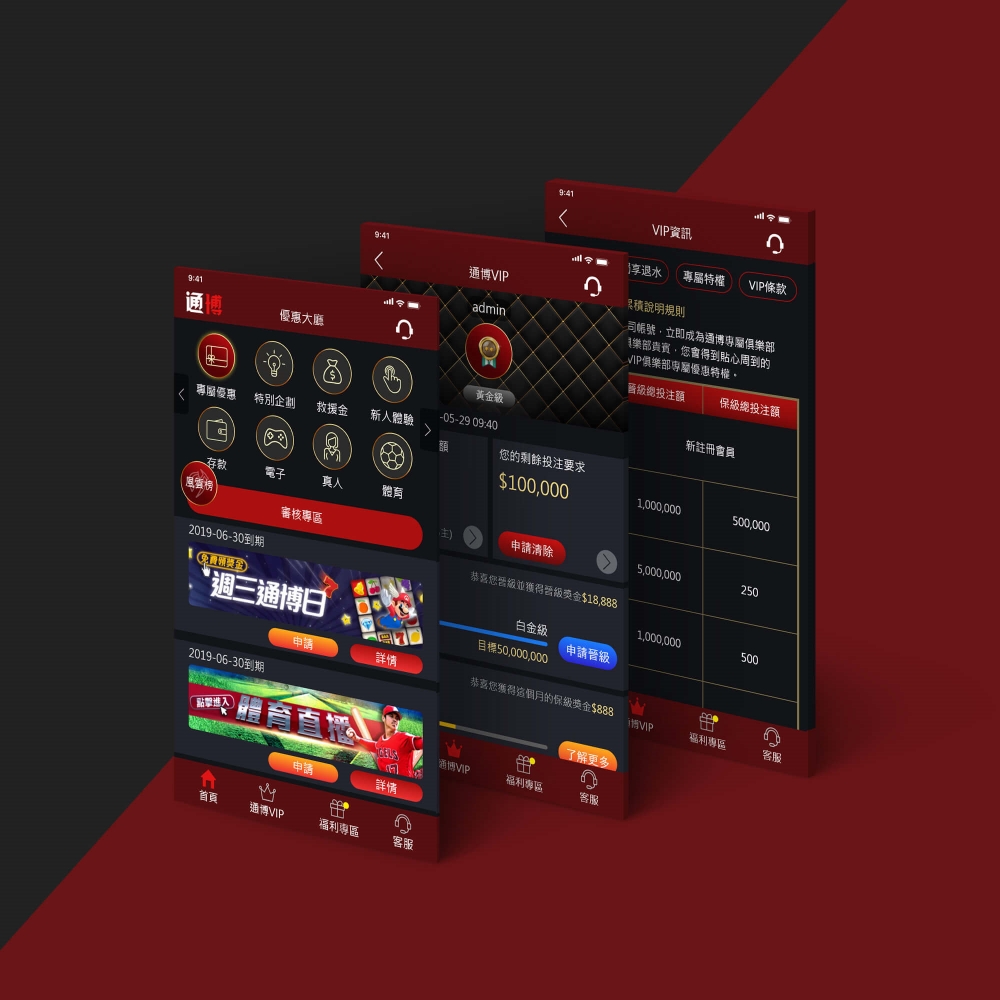 9:41
通博
優惠大廳
專屬優惠
特別企劃
救援金
新人體驗
存款
電子
真人
體育
風雲榜
審核專區
2019-06-30到期
免費領獎金
週三通博日
申請
詳情
2019-06-30到期
點擊進入
體育直播
申請
詳情
首頁
通博VIP
福利專區
客服
9:41
通博VIP
admin
黃金級
-05-29 09:40
額
您的剩餘投注要求
$100,000
主)
申請清除
恭喜您晉級並獲得晉級獎金$18,888
白金級
目標50,000,000
申請晉級
恭喜您獲得這個月的保級獎金$888
了解更多
通博VIP
福利專區
客服
9:41
VIP資訊
享退水
專屬特權
VIP條款
累積說明規則
司帳號，立即成為通博專屬俱樂部
俱樂部貴賓，您會得到貼心周到的
VIP俱樂部專屬優惠特權。
晉級總投注額
保級總投注額
新註冊會員
1,000,000
500,000
5,000,000
250
1,000,000
500
博VIP
福利專區
客服